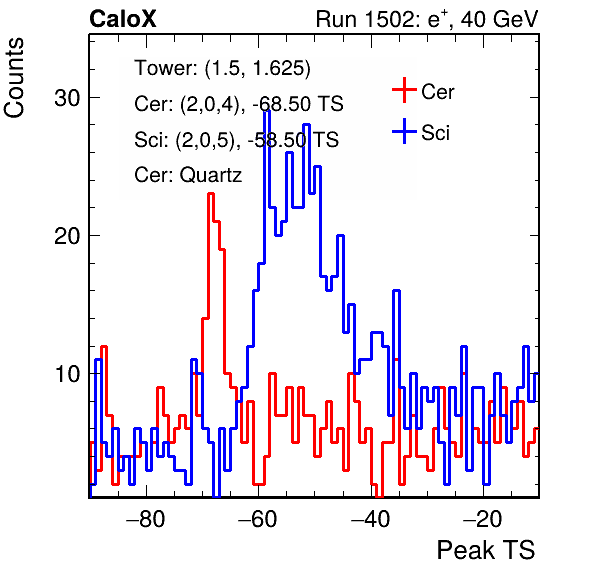 CaloX Run 1502: e⁺, 40 GeV
Counts
Tower: (1.5, 1.625)
Cer: (2,0,4), -68.50 TS
Sci: (2,0,5), -58.50 TS
Cer: Quartz
Cer
Sci
30
20
10
−80 −60 −40 −20
Peak TS